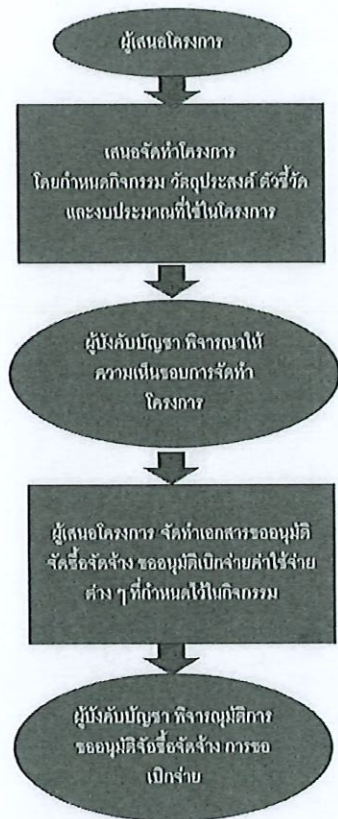 ผู้เสนอโครงการ
เสนอจัดทำโครงการ
โดยกำหนดกิจกรรม วัตถุประสงค์ ตัวชี้วัด
และงบประมาณที่ใช้ในโครงการ
ผู้บังคับบัญชา พิจารณาให้
ความเห็นชอบการจัดทำ
โครงการ
ผู้เสนอโครงการ จัดทำเอกสารขออนุมัติ
จัดซื้อจัดจ้าง ขออนุมัติเบิกจ่ายค่าใช้จ่าย
ต่าง ๆ ที่กำหนดไว้ในกิจกรรม
ผู้บังคับบัญชา พิจารณุมัติการ
ขออนุมัติจัอซื้อจัดจ้าง การขอ
เบิกจ่าย